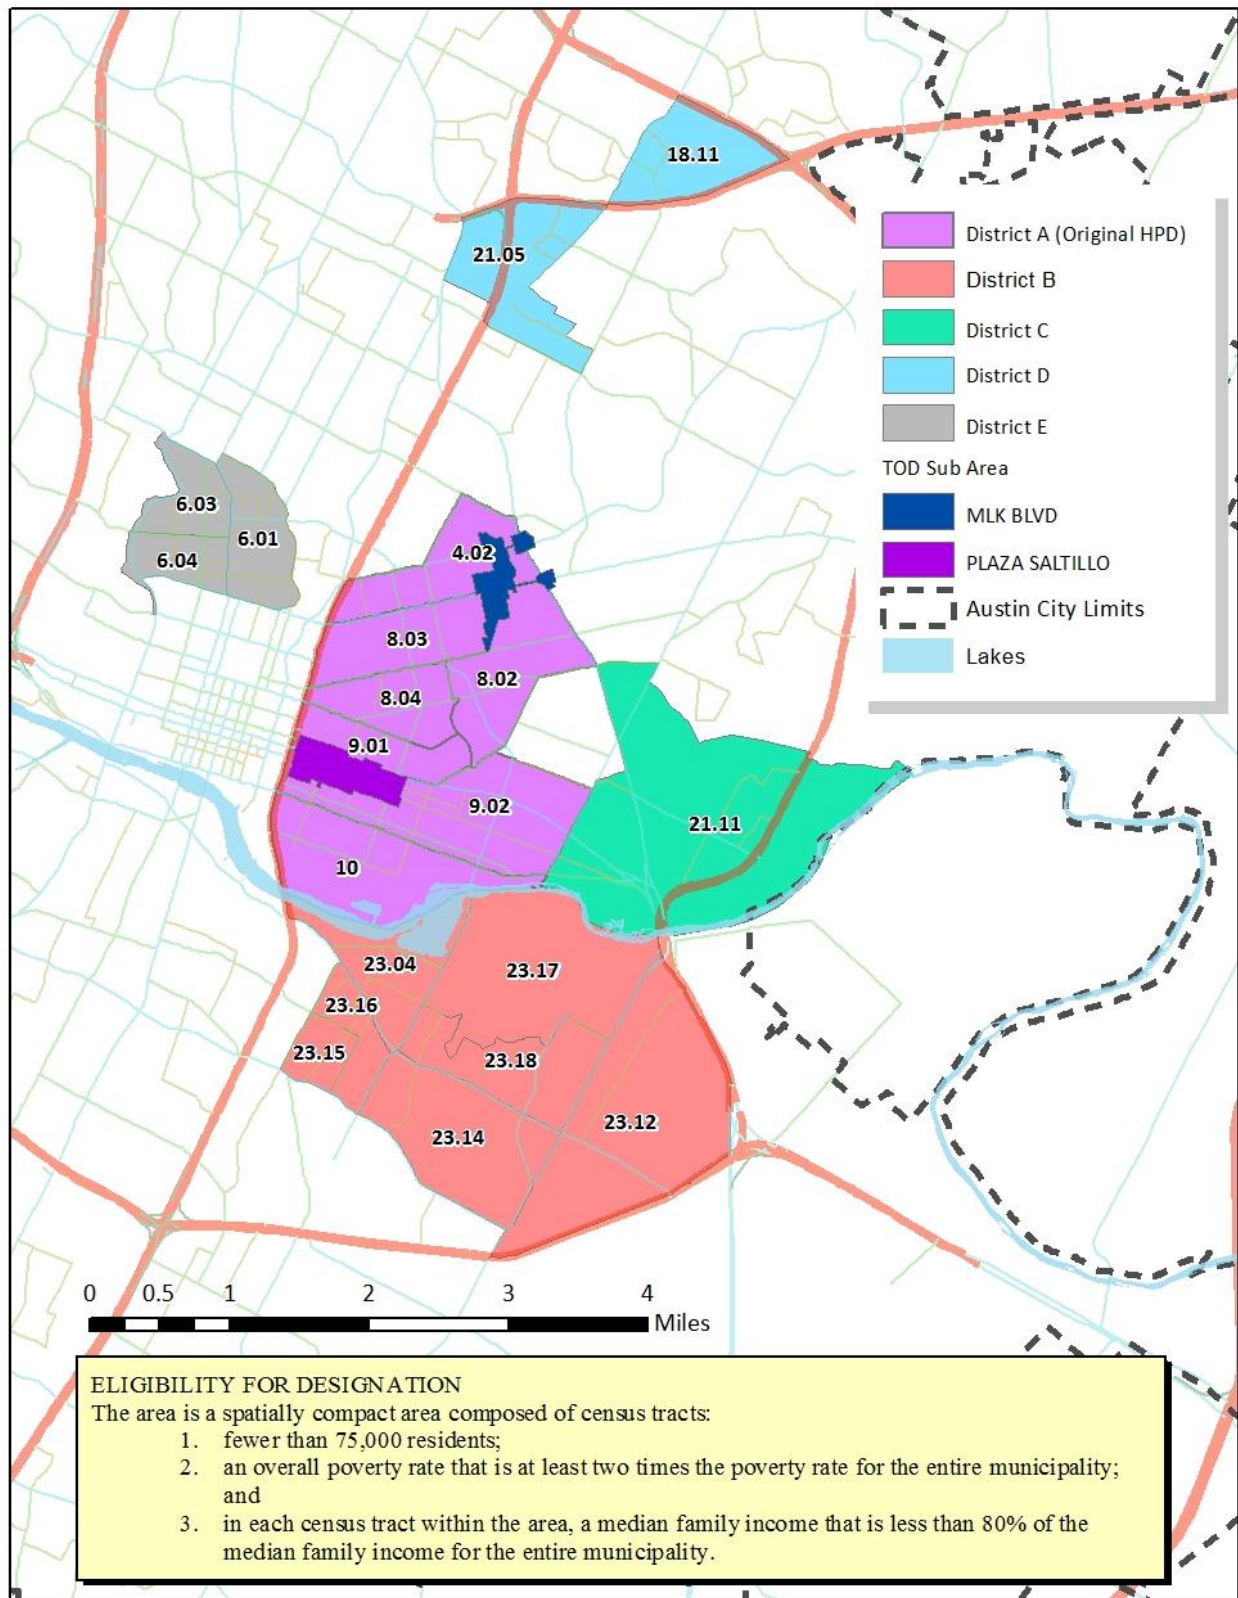 18.11
21.05
District A (Original HPD)
District B
District C
District D
District E
TOD Sub Area
MLK BLVD
PLAZA SALTILLO
Austin City Limits
Lakes
6.03
6.01
6.04
4.02
8.03
8.02
8.04
9.01
9.02
21.11
10
23.04
23.17
23.16
23.15
23.18
23.12
23.14
0 0.5 1 2 3 4
Miles
ELIGIBILITY FOR DESIGNATION
The area is a spatially compact area composed of census tracts:
1. fewer than 75,000 residents;
2. an overall poverty rate that is at least two times the poverty rate for the entire municipality;
and
3. in each census tract within the area, a median family income that is less than 80% of the
median family income for the entire municipality.